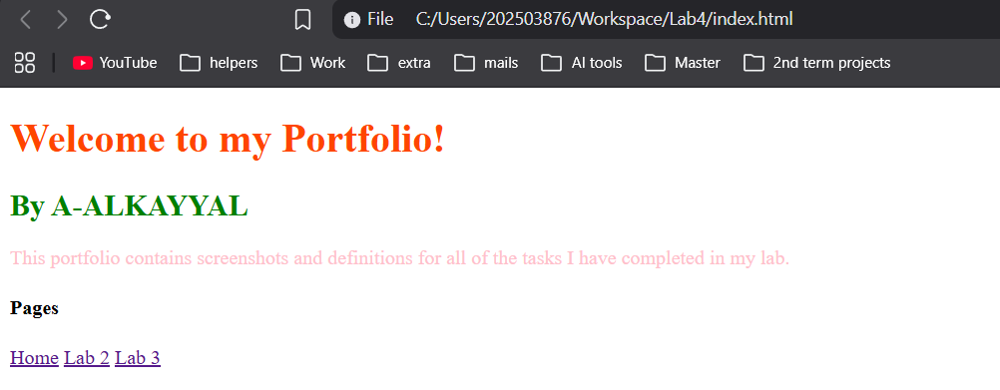 File C:/Users/202503876/Workspace/Lab4/index.html
YouTube helpers Work extra mails AI tools Master 2nd term projects
Welcome to my Portfolio!
By A-ALKAYYAL
This portfolio contains screenshots and definitions for all of the tasks I have completed in my lab.
Pages
Home Lab 2 Lab 3